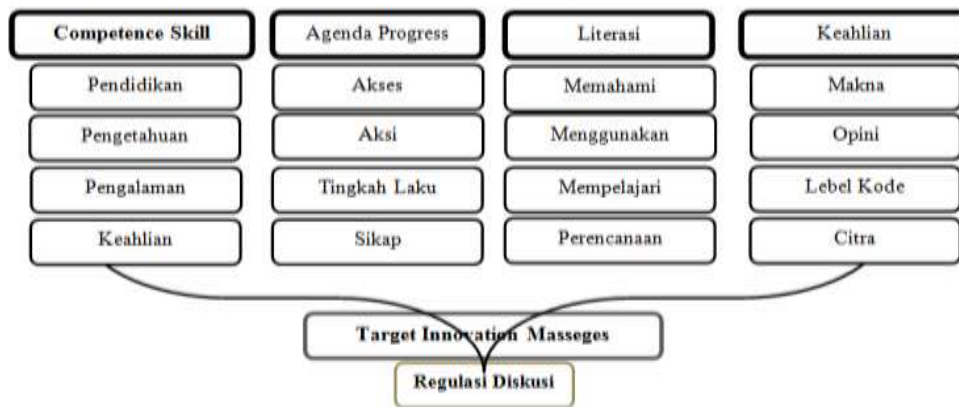 Competence Skill
Agenda Progress
Literasi
Keahlian
Pendidikan
Akses
Memahami
Makna
Pengetahuan
Aksi
Menggunakan
Opini
Pengalaman
Tingkah Laku
Mempelajari
Lebel Kode
Keahlian
Sikap
Perencanaan
Citra
Target Innovation Masseges
Regulasi Diskusi